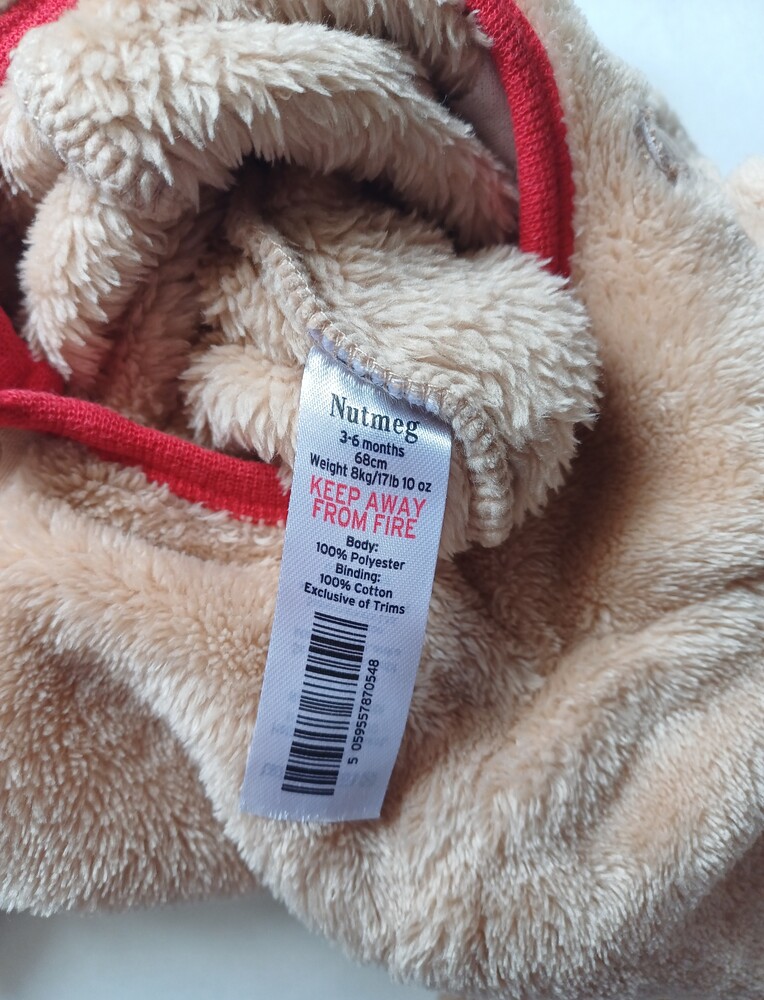 Nutmeg
3-6 months
68cm
Weight 8kg/17lb 10 oz
KEEP AWAY
FROM FIRE
Body:
100% Polyester
Binding:
100% Cotton
Exclusive of Trims
5 059557870548